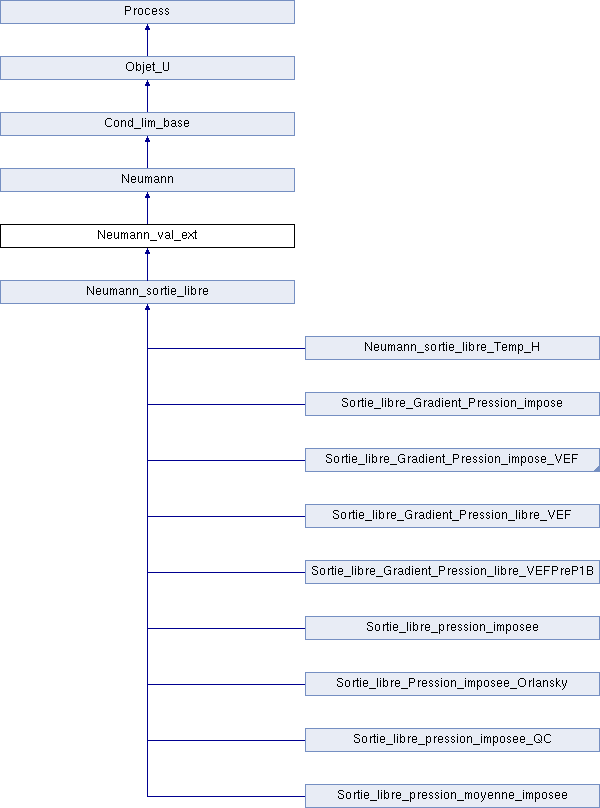 Process
Objet_U
Cond_lim_base
Neumann
Neumann_val_ext
Neumann_sortie_libre
Neumann_sortie_libre_Temp_H
Sortie_libre_Gradient_Pression_impose
Sortie_libre_Gradient_Pression_impose_VEF
Sortie_libre_Gradient_Pression_libre_VEF
Sortie_libre_Gradient_Pression_libre_VEFPreP1B
Sortie_libre_pression_imposee
Sortie_libre_Pression_imposee_Orlansky
Sortie_libre_pression_imposee_QC
Sortie_libre_pression_moyenne_imposee